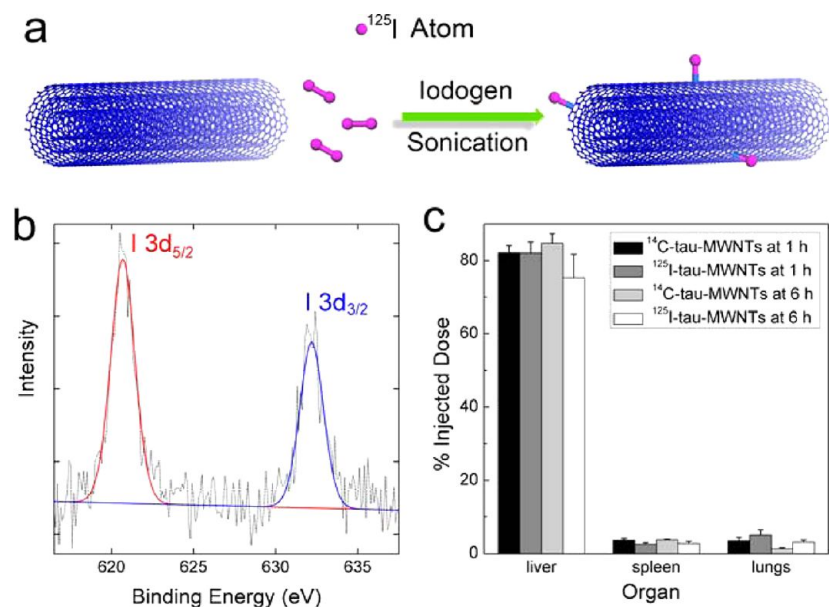 a
¹²⁵I Atom
Iodogen
Sonication
b
I 3d₅/₂
I 3d₃/₂
Intensity
620 625 630 635
Binding Energy (eV)
c
¹⁴C-tau-MWNTs at 1 h
¹²⁵I-tau-MWNTs at 1 h
¹⁴C-tau-MWNTs at 6 h
¹²⁵I-tau-MWNTs at 6 h
% Injected Dose
80
60
40
20
0
liver spleen lungs
Organ